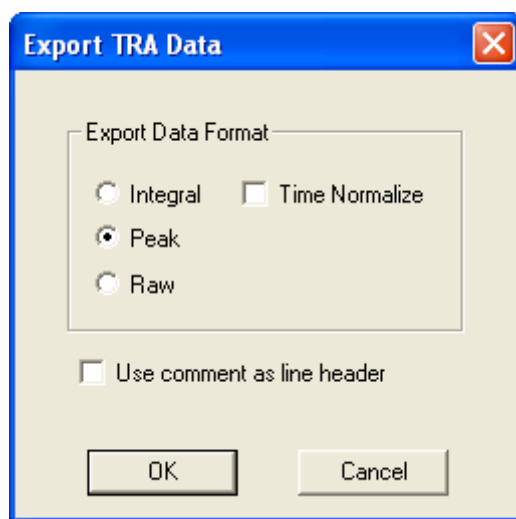 Export TRA Data
Export Data Format
Integral Time Normalize
Peak
Raw
Use comment as line header
OK Cancel